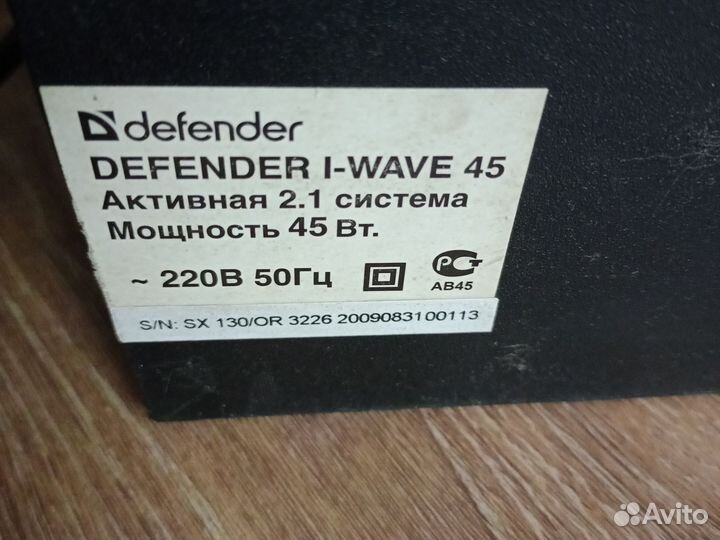 defender
DEFENDER I-WAVE 45
Активная 2.1 система
Мощность 45 Вт.
~ 220В 50Гц РСТ
АВ45
S/N: SX 130/OR 3226 2009083100113
Avito